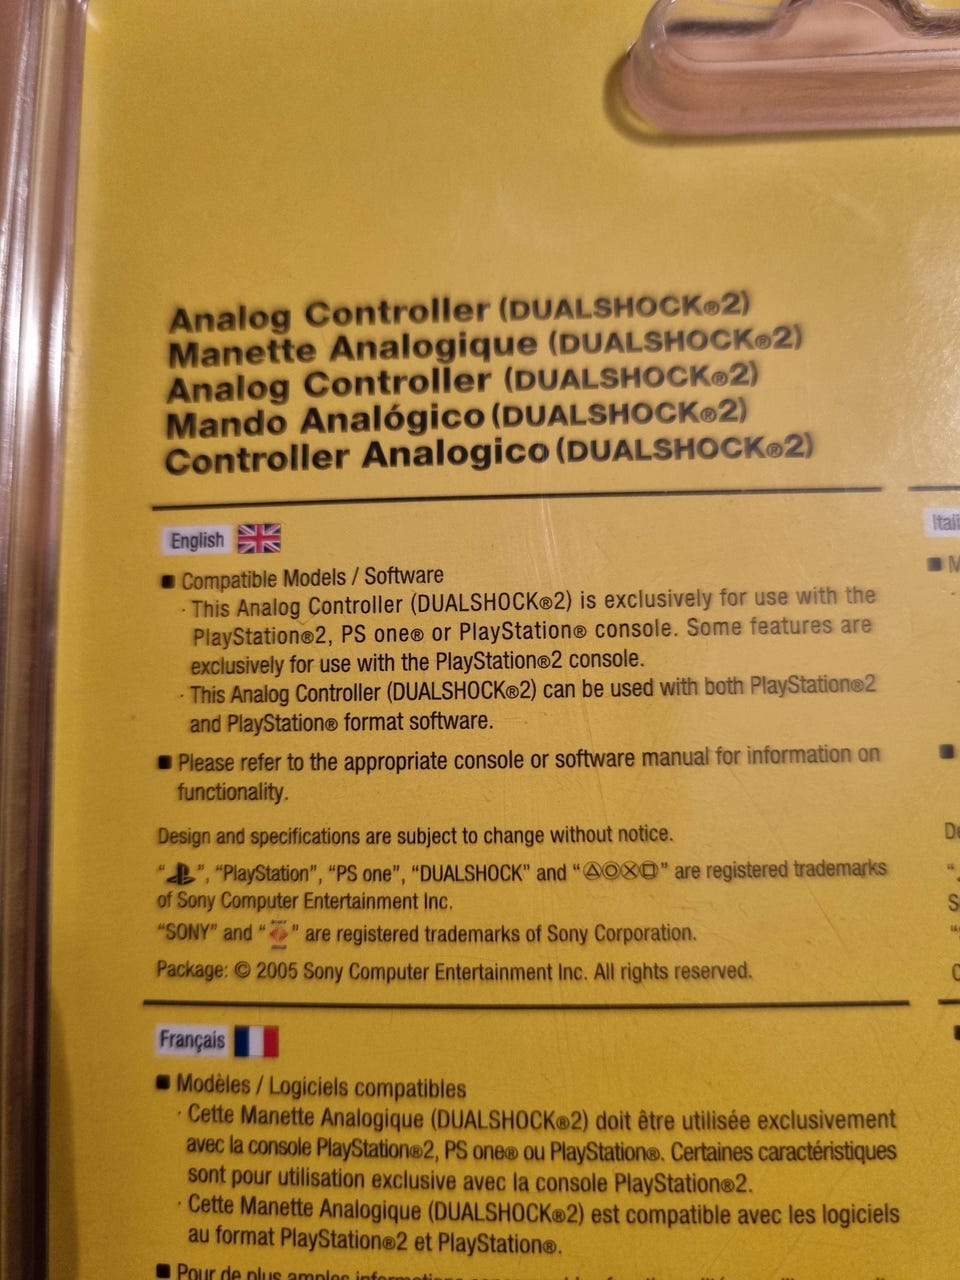 Analog Controller (DUALSHOCK®2)
Manette Analogique (DUALSHOCK®2)
Analog Controller (DUALSHOCK®2)
Mando Analógico (DUALSHOCK®2)
Controller Analogico (DUALSHOCK®2)
English
■ Compatible Models / Software
· This Analog Controller (DUALSHOCK®2) is exclusively for use with the
PlayStation®2, PS one® or PlayStation® console. Some features are
exclusively for use with the PlayStation®2 console.
· This Analog Controller (DUALSHOCK®2) can be used with both PlayStation®2
and PlayStation® format software.
■ Please refer to the appropriate console or software manual for information on
functionality.
Design and specifications are subject to change without notice.
“ ”, “PlayStation”, “PS one”, “DUALSHOCK” and “△○✕□” are registered trademarks
of Sony Computer Entertainment Inc.
“SONY” and “ ” are registered trademarks of Sony Corporation.
Package: © 2005 Sony Computer Entertainment Inc. All rights reserved.
Français
■ Modèles / Logiciels compatibles
· Cette Manette Analogique (DUALSHOCK®2) doit être utilisée exclusivement
avec la console PlayStation®2, PS one® ou PlayStation®. Certaines caractéristiques
sont pour utilisation exclusive avec la console PlayStation®2.
· Cette Manette Analogique (DUALSHOCK®2) est compatible avec les logiciels
au format PlayStation®2 et PlayStation®.
■ Pour de plus amples